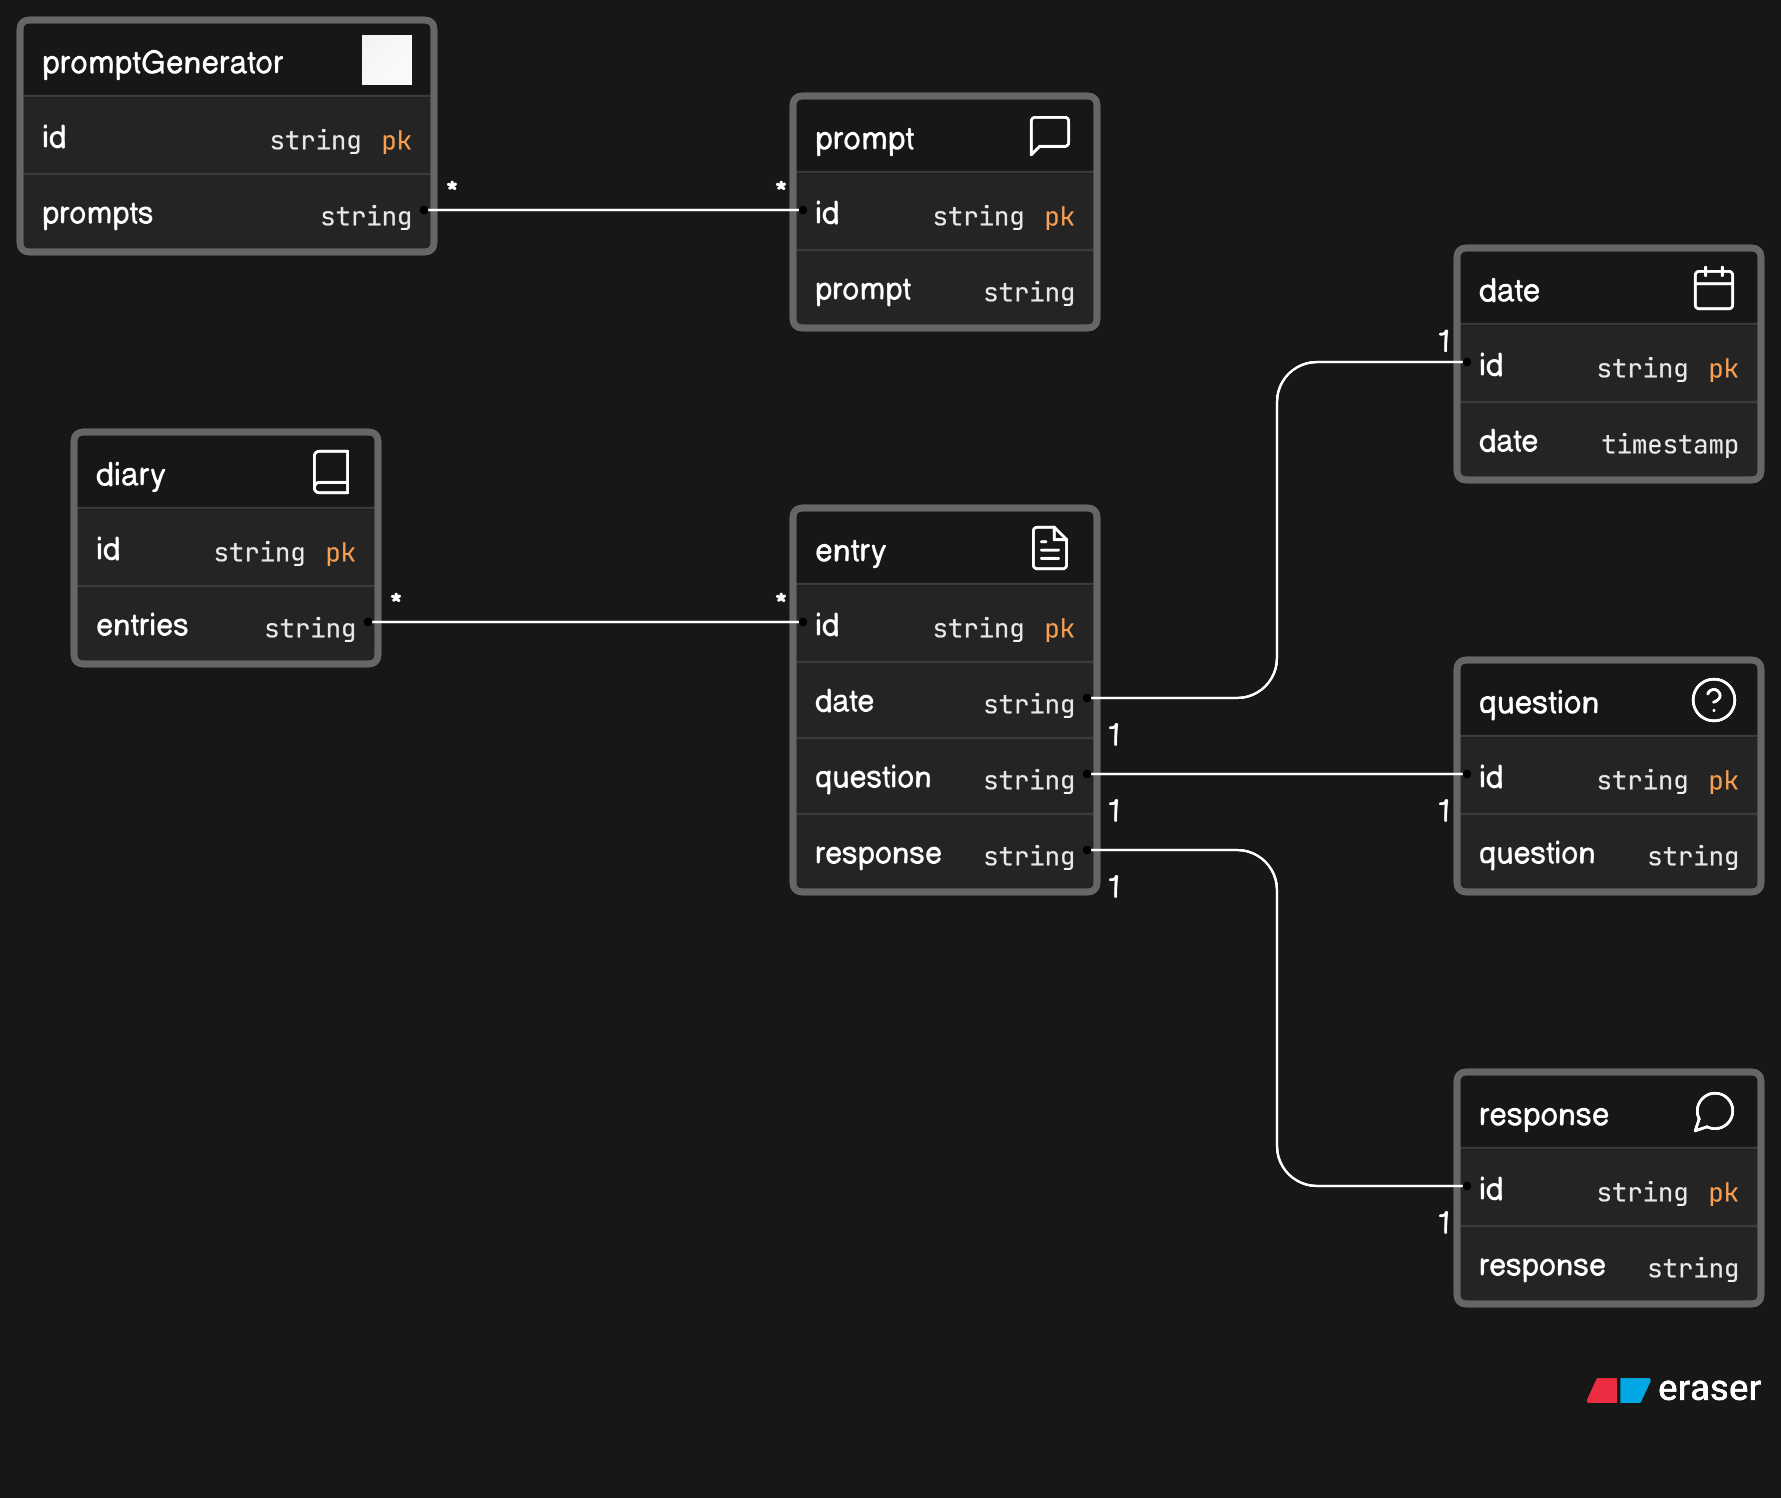 promptGenerator
id string pk
prompts string
* *
prompt
id string pk
prompt string
diary
id string pk
entries string
* *
entry
id string pk
date string
question string
response string
1
1
1
date
1
id string pk
date timestamp
question
id string pk
1
question string
response
id string pk
1
response string
eraser